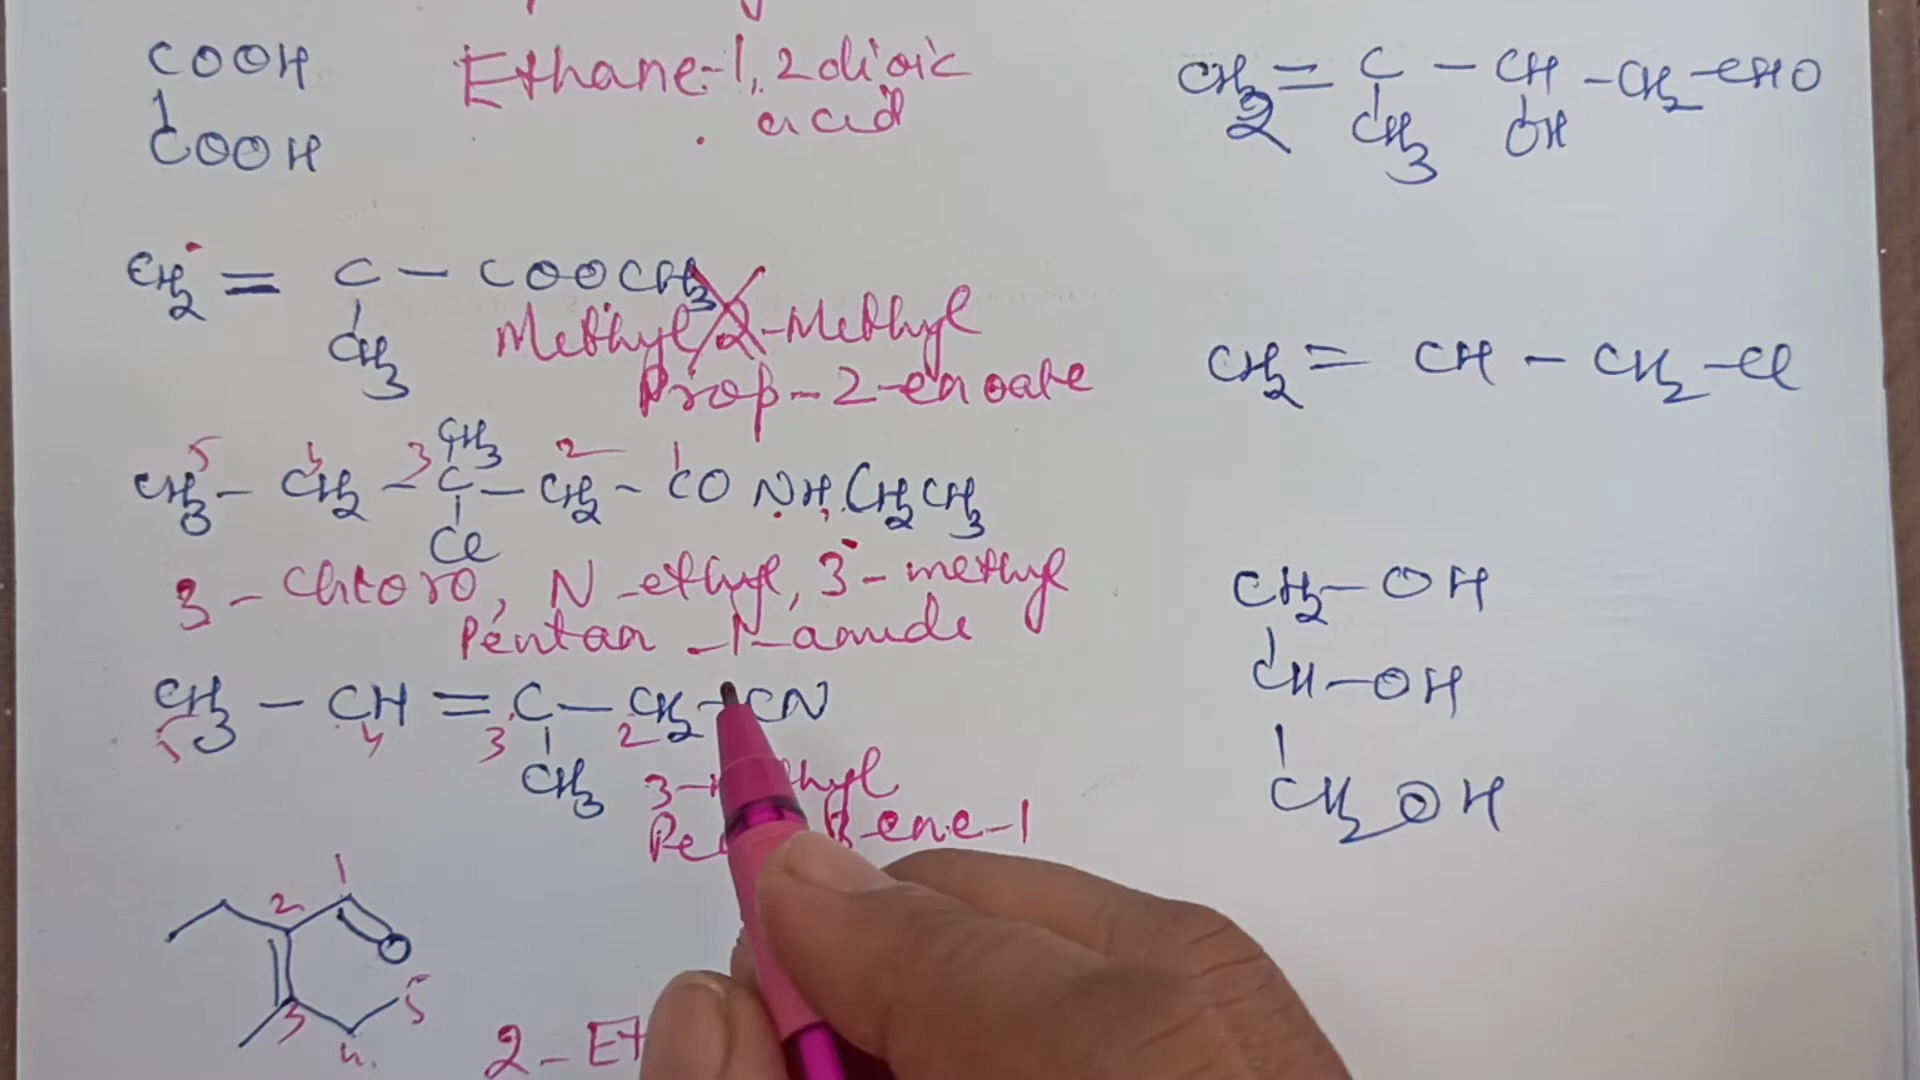 COOH
|
COOH
Ethane-1,2 dioic
acid
CH2 = C — COOCH3
|
CH3
Methyl 2-Methyl
Prop-2-enoate
5 4 3 CH3 2 1
CH3 — CH2 — C — CH2 — CO NH CH2CH3
|
Cl
3 - Chloro, N-ethyl, 3-methyl
Pentan-1-amide
CH3 — CH = C — CH2 — CN
5 4 3 2
|
CH3
3-
ene-1
1
2
3
4
5
O
2-Et
CH2 = C — CH — CH2 — CHO
| |
CH3 OH
CH2 = CH — CH2 — Cl
CH2 — OH
|
CH — OH
|
CH2OH